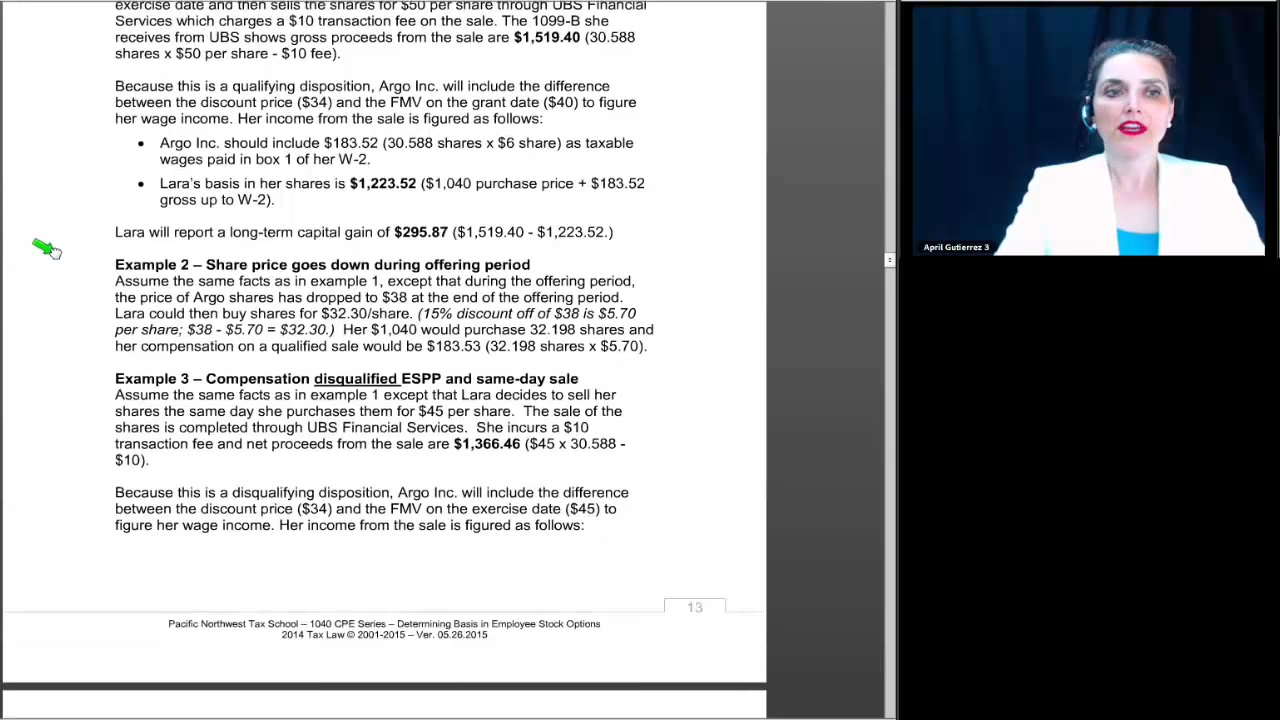 exercise date and then sells the shares for $50 per share through UBS Financial
Services which charges a $10 transaction fee on the sale. The 1099-B she
receives from UBS shows gross proceeds from the sale are $1,519.40 (30.588
shares x $50 per share - $10 fee).
Because this is a qualifying disposition, Argo Inc. will include the difference
between the discount price ($34) and the FMV on the grant date ($40) to figure
her wage income. Her income from the sale is figured as follows:
• Argo Inc. should include $183.52 (30.588 shares x $6 share) as taxable
wages paid in box 1 of her W-2.
• Lara's basis in her shares is $1,223.52 ($1,040 purchase price + $183.52
gross up to W-2).
Lara will report a long-term capital gain of $295.87 ($1,519.40 - $1,223.52.)
Example 2 – Share price goes down during offering period
Assume the same facts as in example 1, except that during the offering period,
the price of Argo shares has dropped to $38 at the end of the offering period.
Lara could then buy shares for $32.30/share. (15% discount off of $38 is $5.70
per share; $38 - $5.70 = $32.30.) Her $1,040 would purchase 32.198 shares and
her compensation on a qualified sale would be $183.53 (32.198 shares x $5.70).
Example 3 – Compensation disqualified ESPP and same-day sale
Assume the same facts as in example 1 except that Lara decides to sell her
shares the same day she purchases them for $45 per share. The sale of the
shares is completed through UBS Financial Services. She incurs a $10
transaction fee and net proceeds from the sale are $1,366.46 ($45 x 30.588 -
$10).
Because this is a disqualifying disposition, Argo Inc. will include the difference
between the discount price ($34) and the FMV on the exercise date ($45) to
figure her wage income. Her income from the sale is figured as follows:
13
Pacific Northwest Tax School – 1040 CPE Series – Determining Basis in Employee Stock Options
2014 Tax Law © 2001-2015 – Ver. 05.26.2015
April Gutierrez 3